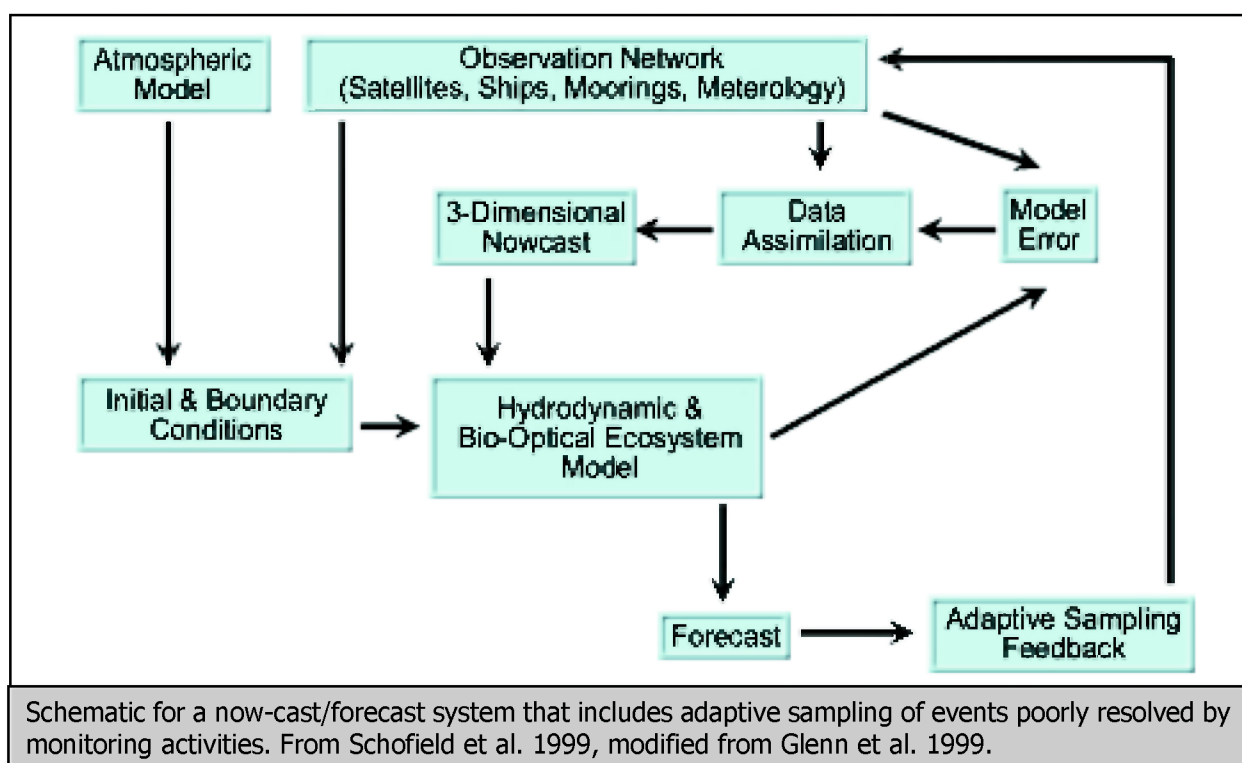 Atmospheric
Model
Observation Network
(Satellites, Ships, Moorings, Meterology)
3-Dimensional
Nowcast
Data
Assimilation
Model
Error
Initial & Boundary
Conditions
Hydrodynamic &
Bio-Optical Ecosystem
Model
Forecast
Adaptive Sampling
Feedback
Schematic for a now-cast/forecast system that includes adaptive sampling of events poorly resolved by
monitoring activities. From Schofield et al. 1999, modified from Glenn et al. 1999.